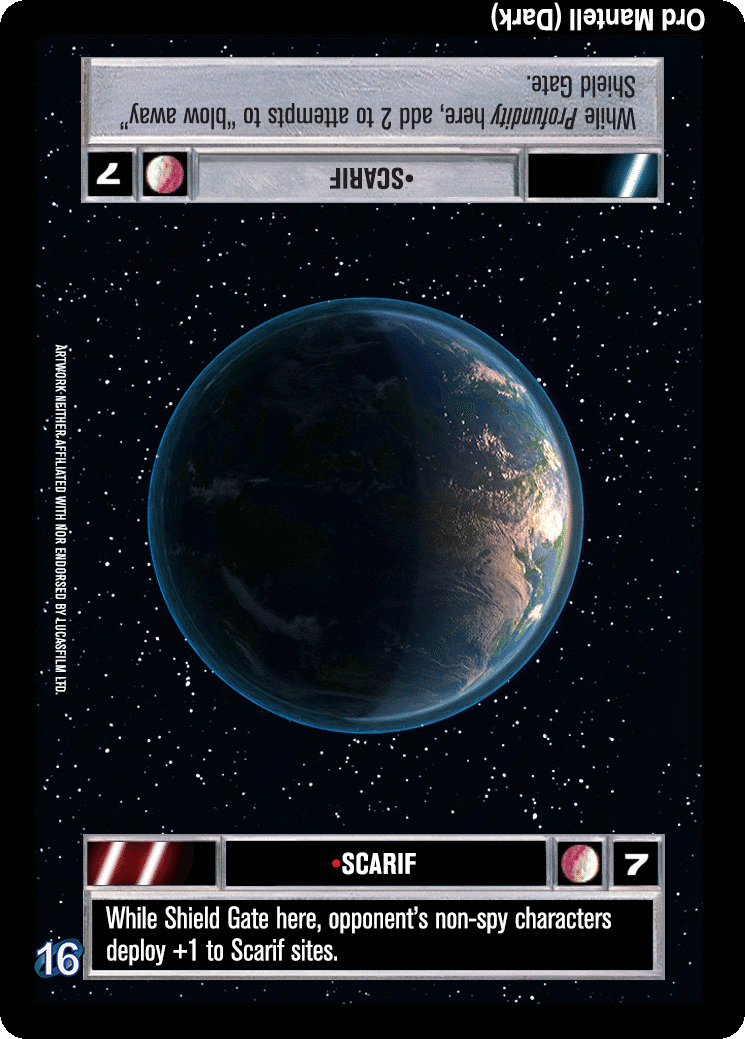 Ord Mantell (Dark)
While Profundity here, add 2 to attempts to "blow away"
Shield Gate.
•SCARIF
7
ARTWORK NEITHER AFFILIATED WITH NOR ENDORSED BY LUCASFILM LTD.
•SCARIF
7
While Shield Gate here, opponent's non-spy characters
deploy +1 to Scarif sites.
16